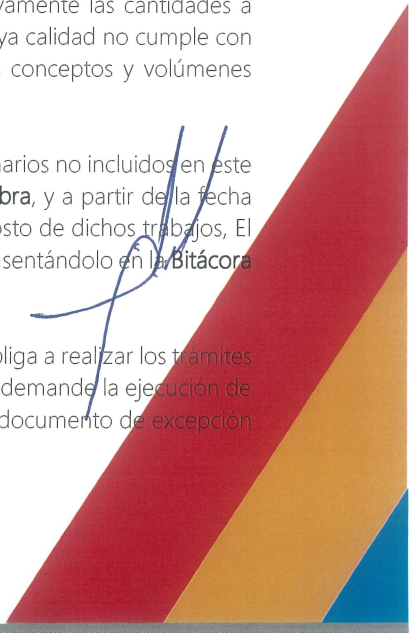 vamente las cantidades a
ya calidad no cumple con
conceptos y volúmenes
arios no incluidos en este
bra, y a partir de la fecha
osto de dichos trabajos, El
sentándolo en la Bitácora
bliga a realizar los trámites
demande la ejecución de
documento de excepción